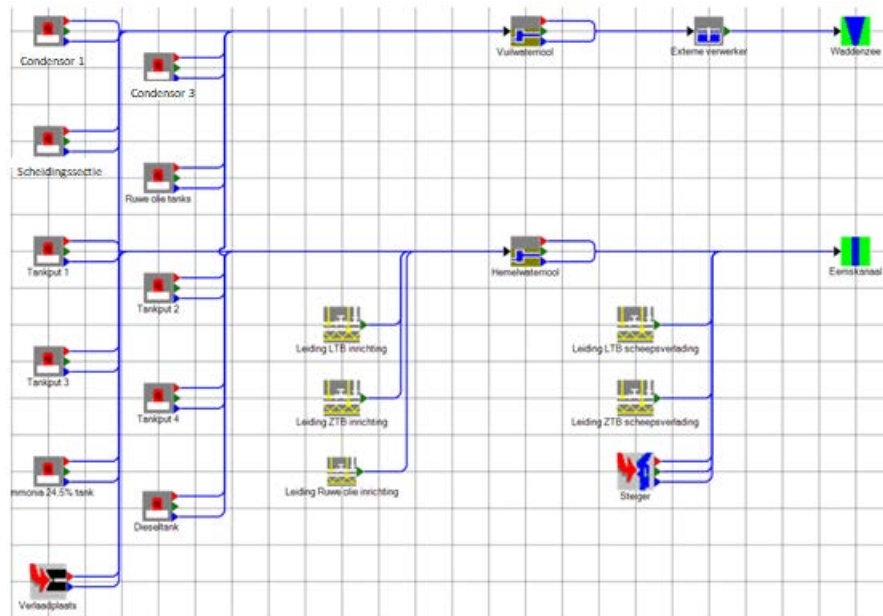 Condensor 1
Vuilwaterriool
Externe verwerker
Waddenzee
Condensor 3
Scheidingssectie
Ruwe olie tanks
Tankput 1
Hemelwaterriool
Eemskanaal
Tankput 2
Leiding LTB inrichting
Leiding LTB scheepsverlading
Tankput 3
Tankput 4
Leiding ZTB inrichting
Leiding ZTB scheepsverlading
mmonia 24,5% tank
Leiding Ruwe olie inrichting
Steiger
Dieseltank
Verlaadplaats